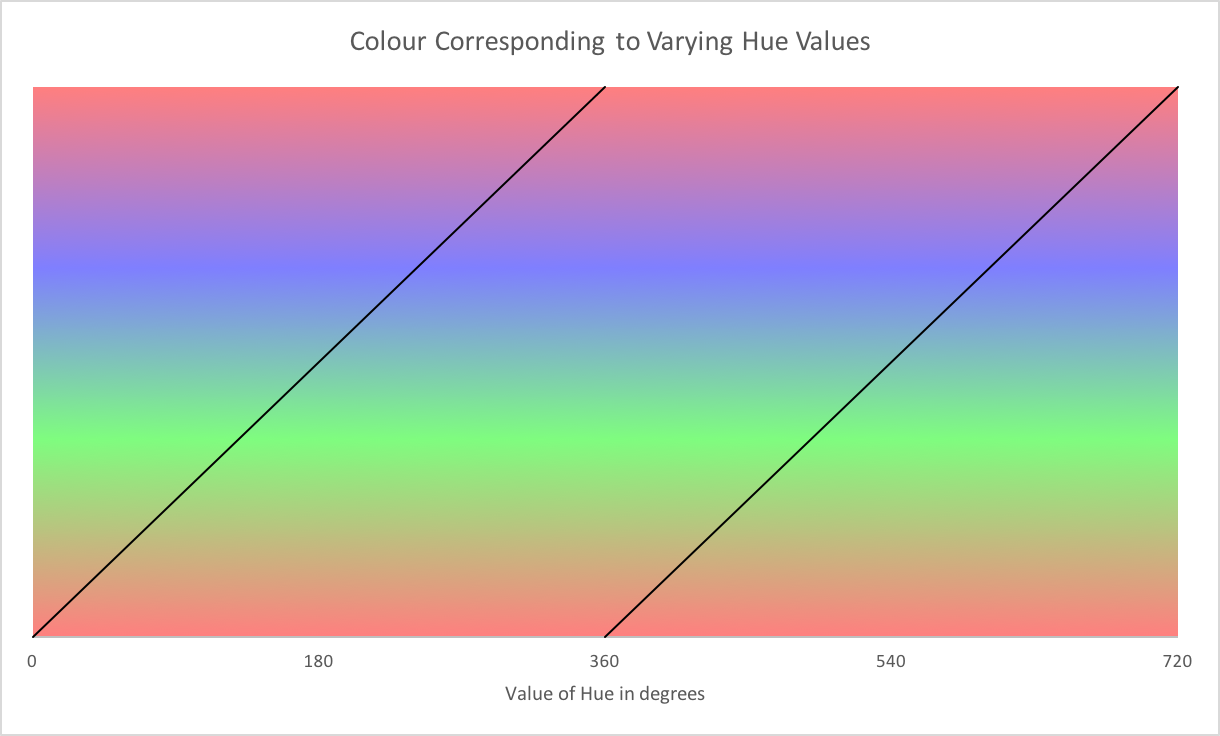 Colour Corresponding to Varying Hue Values
0 180 360 540 720
Value of Hue in degrees